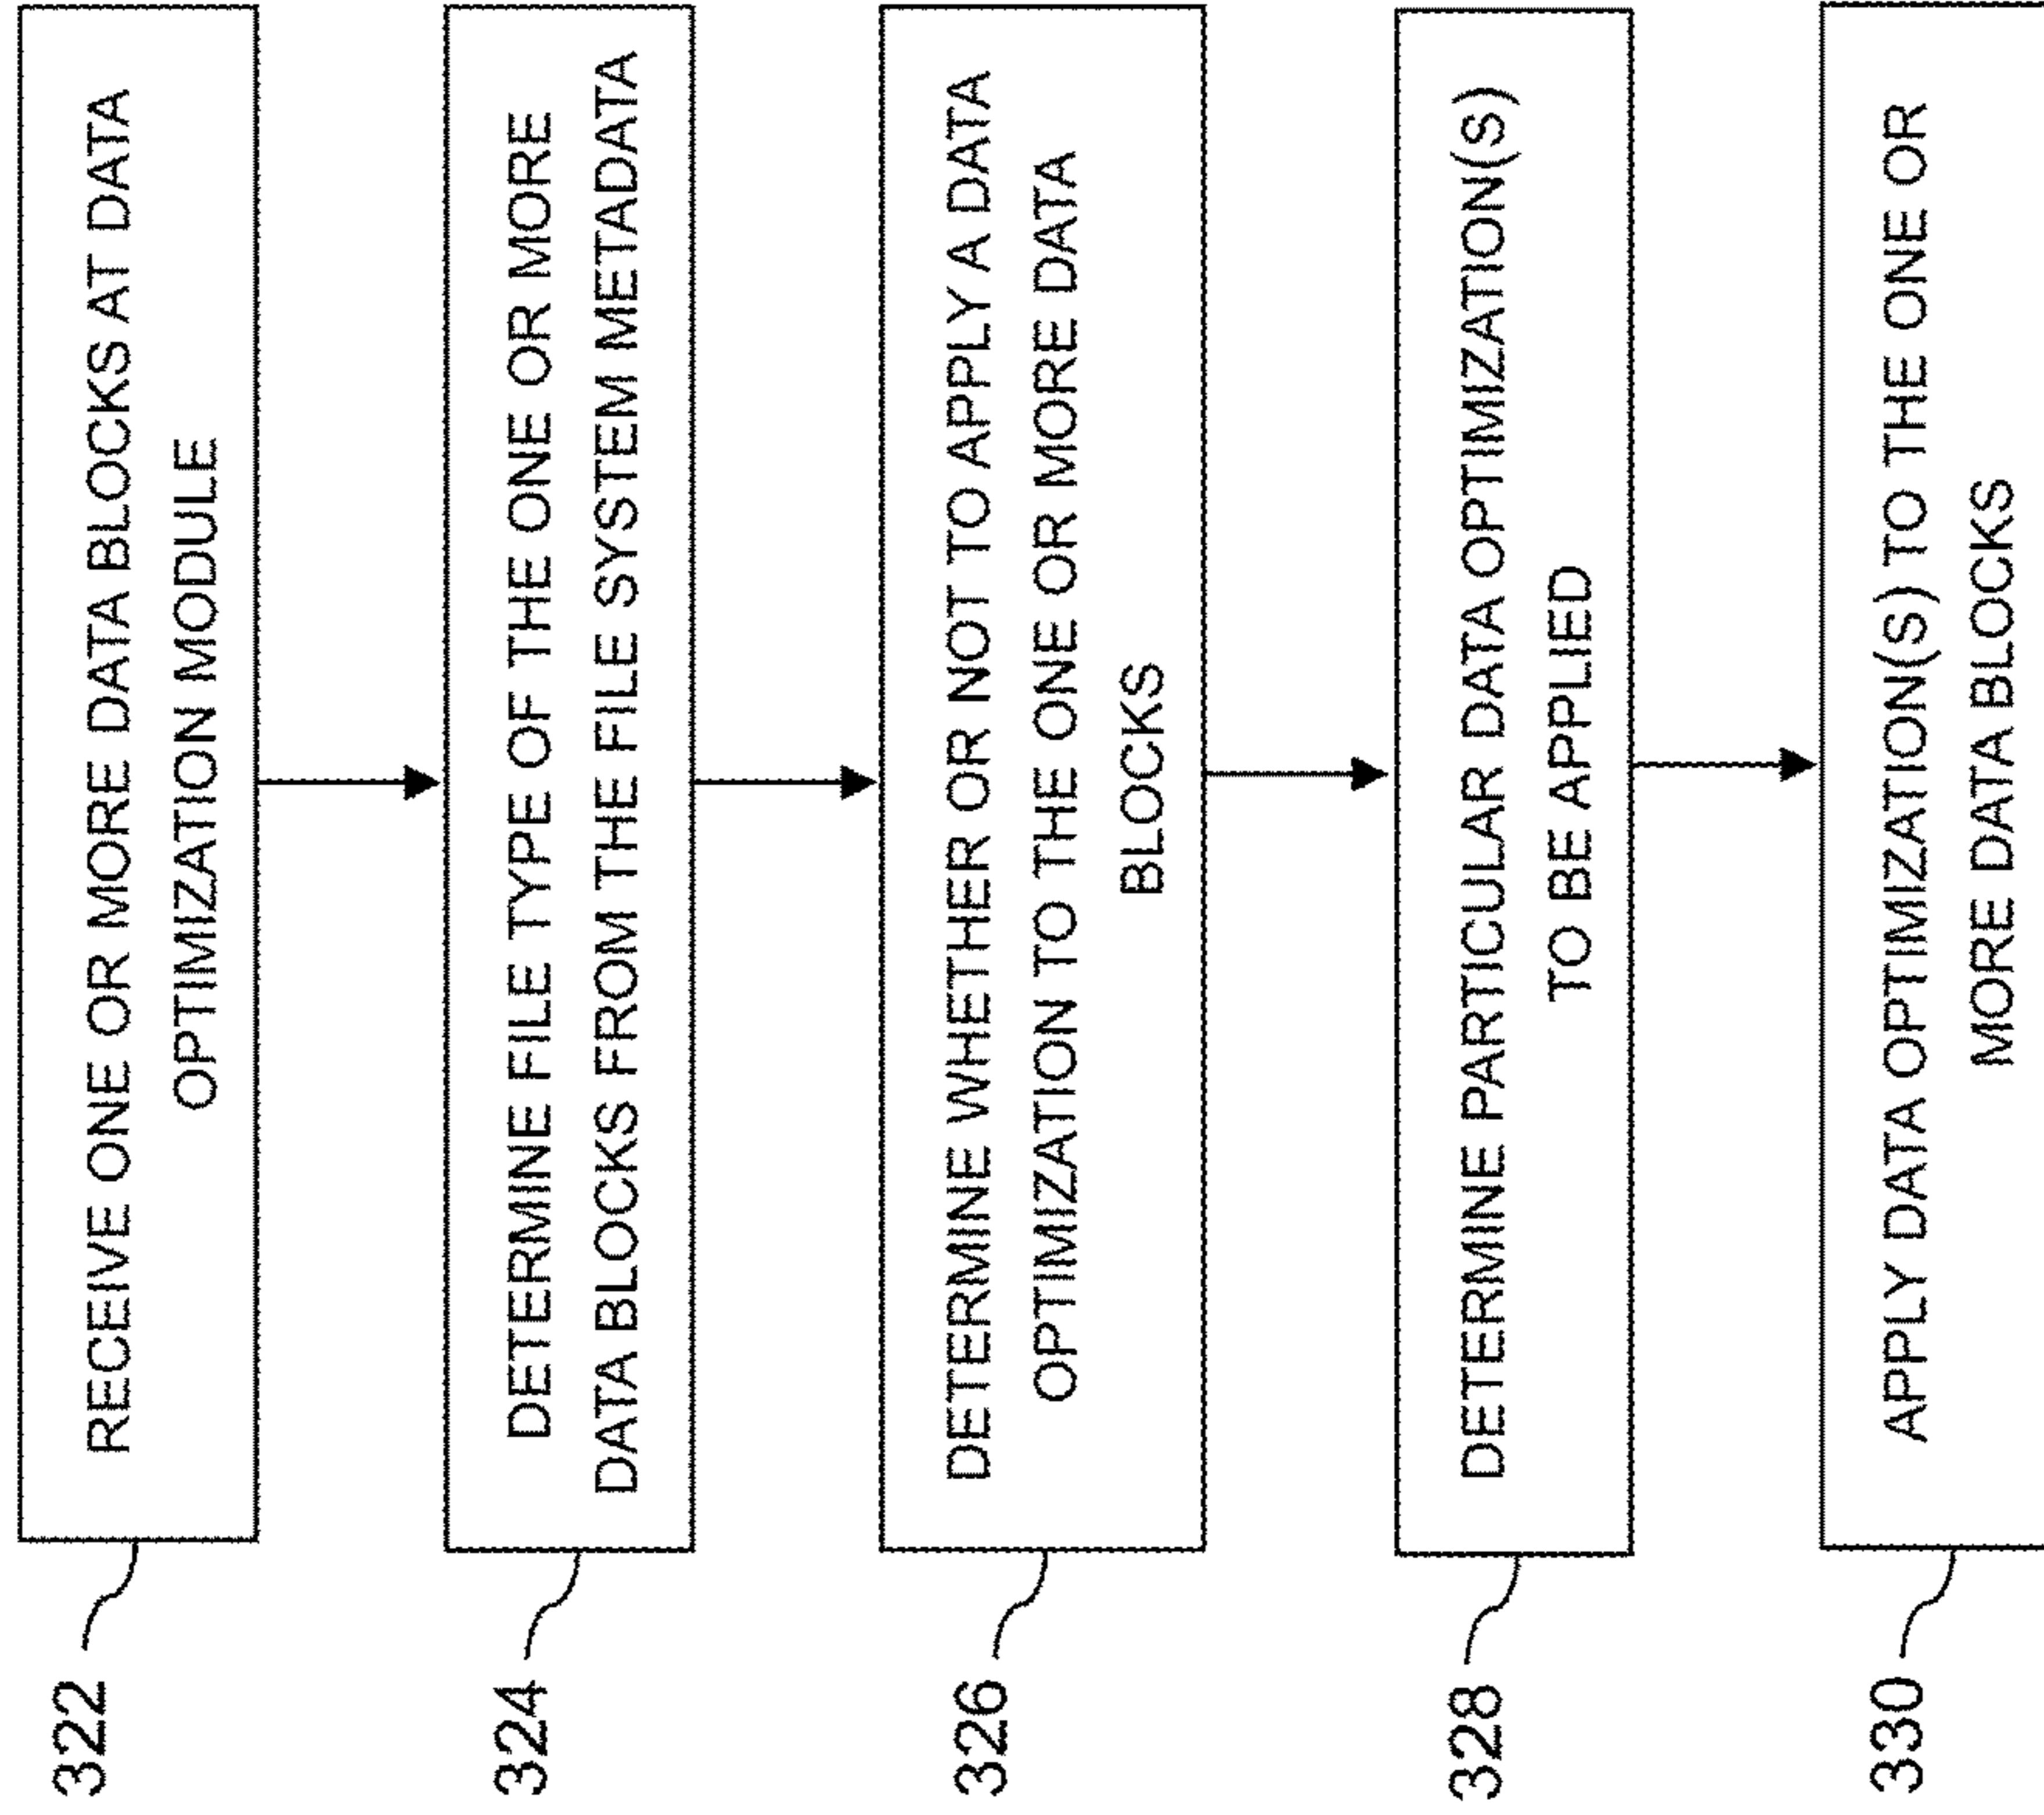 322
RECEIVE ONE OR MORE DATA BLOCKS AT DATA
OPTIMIZATION MODULE
324
DETERMINE FILE TYPE OF THE ONE OR MORE
DATA BLOCKS FROM THE FILE SYSTEM METADATA
326
DETERMINE WHETHER OR NOT TO APPLY A DATA
OPTIMIZATION TO THE ONE OR MORE DATA
BLOCKS
328
DETERMINE PARTICULAR DATA OPTIMIZATION(S)
TO BE APPLIED
330
APPLY DATA OPTIMIZATION(S) TO THE ONE OR
MORE DATA BLOCKS